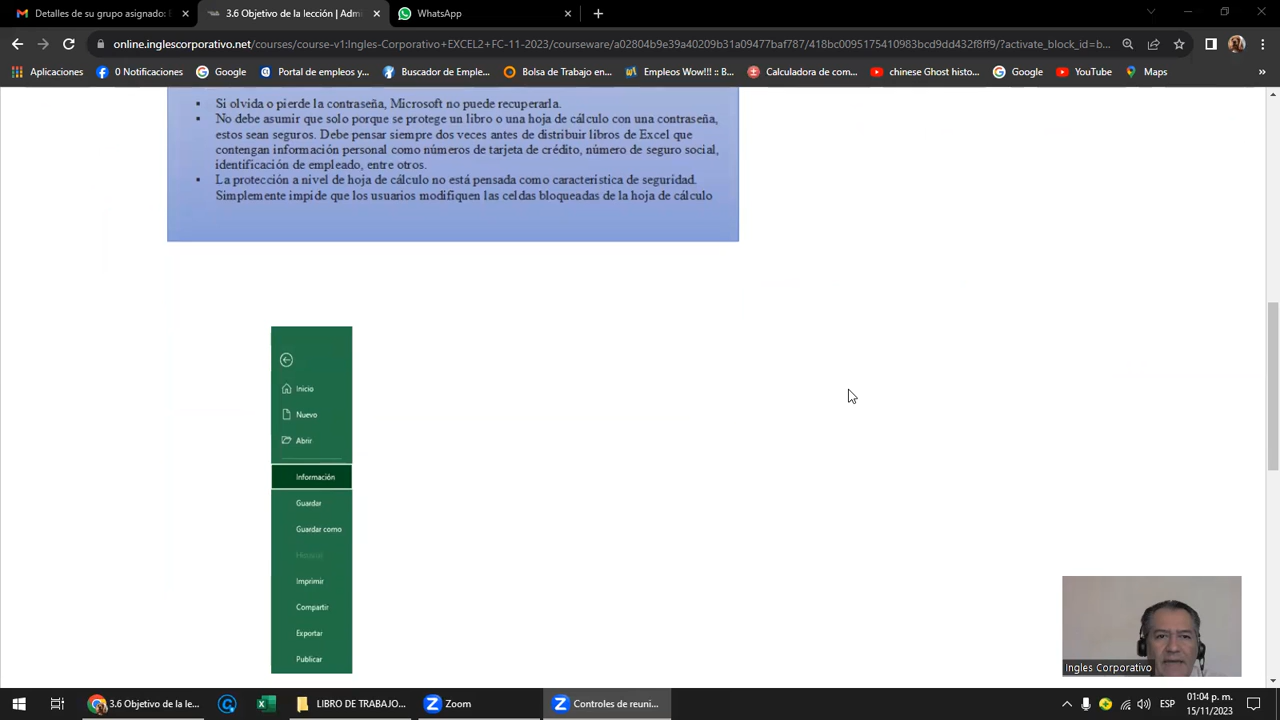 Detalles de su grupo asignado: E
3.6 Objetivo de la lección | Adm
WhatsApp
online.inglescorporativo.net/courses/course-v1:Ingles-Corporativo+EXCEL2+FC-11-2023/courseware/a02804b9e39a40209b31a09477baf787/418bc0095175410983bcd9dd432f8ff9/?activate_block_id=b...
Aplicaciones
0 Notificaciones
Google
Portal de empleos y...
Buscador de Emplee...
Bolsa de Trabajo en...
Empleos Wow!!! :: B...
Calculadora de com...
chinese Ghost histo...
Google
YouTube
Maps
»
▪ Si olvida o pierde la contraseña, Microsoft no puede recuperarla.
▪ No debe asumir que solo porque se protege un libro o una hoja de cálculo con una contraseña,
estos sean seguros. Debe pensar siempre dos veces antes de distribuir libros de Excel que
contengan información personal como números de tarjeta de crédito, número de seguro social,
identificación de empleado, entre otros.
▪ La protección a nivel de hoja de cálculo no está pensada como característica de seguridad.
Simplemente impide que los usuarios modifiquen las celdas bloqueadas de la hoja de cálculo
Inicio
Nuevo
Abrir
Información
Guardar
Guardar como
Historial
Imprimir
Compartir
Exportar
Publicar
Ingles Corporativo
3.6 Objetivo de la le...
LIBRO DE TRABAJO...
Zoom
Controles de reuni...
ESP
01:04 p. m.
15/11/2023